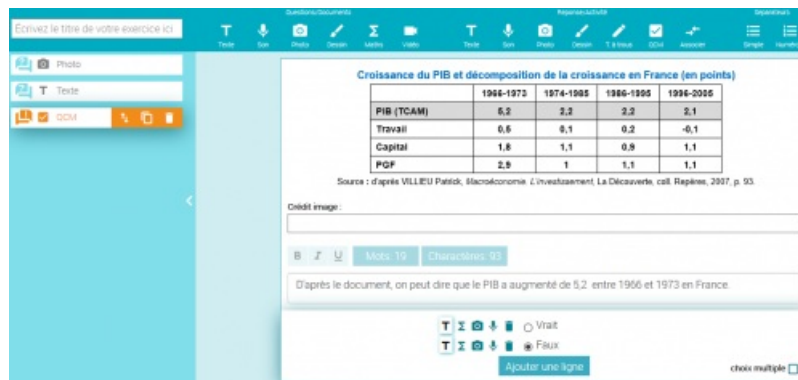 Questions/Documents Réponse/Activité Séparateurs
Écrivez le titre de votre exercice ici
Texte Son Photo Dessin Maths Vidéo Texte Son Photo Dessin T. à trous QCM Associer Simple Numéro
Photo
Texte
QCM
Croissance du PIB et décomposition de la croissance en France (en points)
1966-1973 1974-1985 1986-1995 1996-2005
PIB (TCAM) 5,2 2,2 2,2 2,1
Travail 0,5 0,1 0,2 -0,1
Capital 1,8 1,1 0,9 1,1
PGF 2,9 1 1,1 1,1
Source : d'après VILLIEU Patrick, Macroéconomie. L'investissement, La Découverte, coll. Repères, 2007, p. 93.
Crédit image :
B I U Mots: 19 Charactères: 93
D'après le document, on peut dire que le PIB a augmenté de 5,2 entre 1966 et 1973 en France.
T Σ Vrait
T Σ Faux
Ajouter une ligne
choix multiple